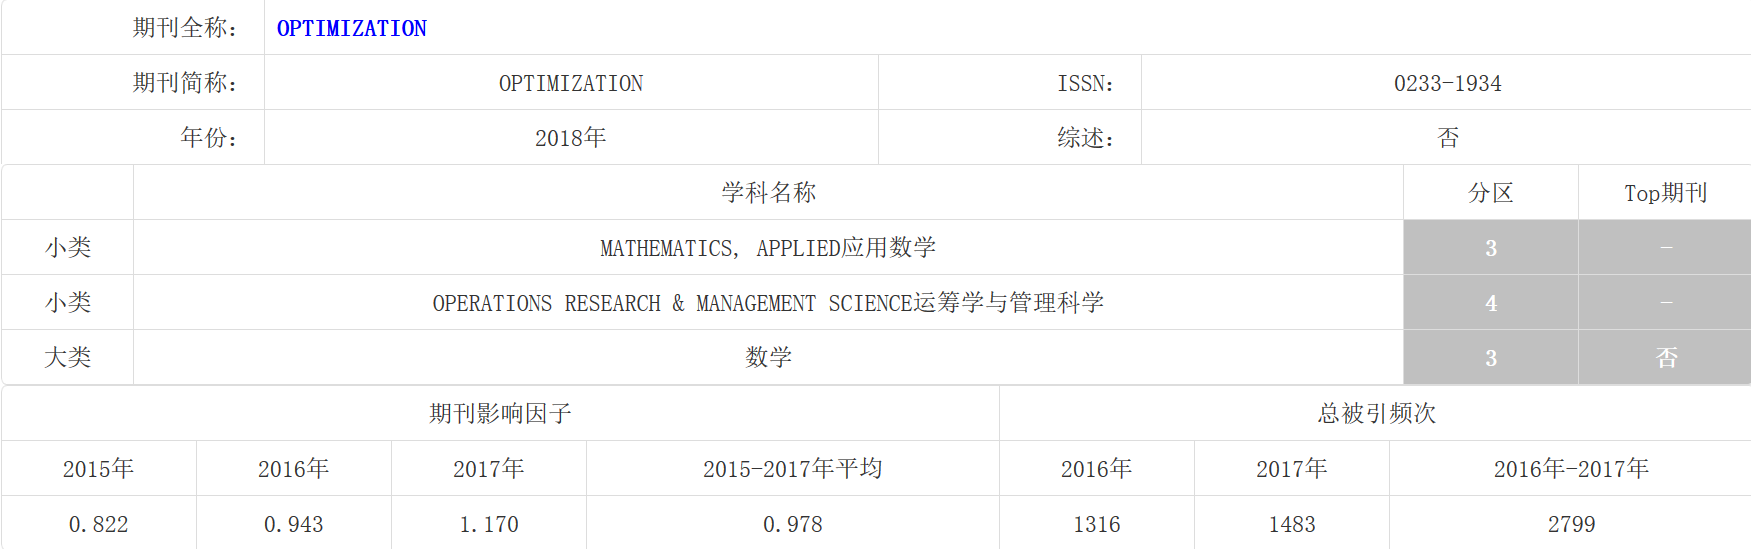 期刊全称： OPTIMIZATION
期刊简称： OPTIMIZATION ISSN： 0233-1934
年份： 2018年 综述： 否
学科名称 分区 Top期刊
小类 MATHEMATICS, APPLIED应用数学 3 -
小类 OPERATIONS RESEARCH & MANAGEMENT SCIENCE运筹学与管理科学 4 -
大类 数学 3 否
期刊影响因子 总被引频次
2015年 2016年 2017年 2015-2017年平均 2016年 2017年 2016年-2017年
0.822 0.943 1.170 0.978 1316 1483 2799